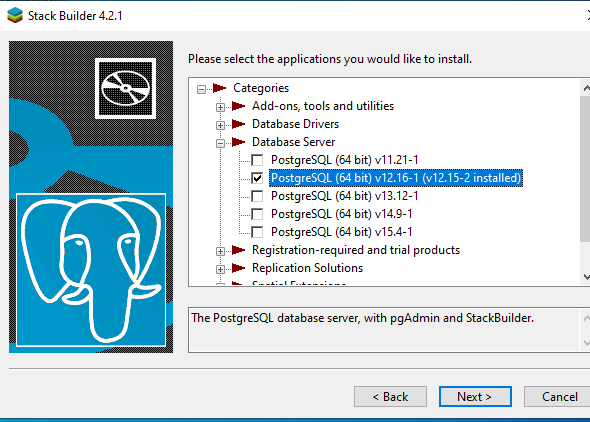 Stack Builder 4.2.1
Please select the applications you would like to install.
Categories
Add-ons, tools and utilities
Database Drivers
Database Server
PostgreSQL (64 bit) v11.21-1
PostgreSQL (64 bit) v12.16-1 (v12.15-2 installed)
PostgreSQL (64 bit) v13.12-1
PostgreSQL (64 bit) v14.9-1
PostgreSQL (64 bit) v15.4-1
Registration-required and trial products
Replication Solutions
Spatial Extensions
The PostgreSQL database server, with pgAdmin and StackBuilder.
< Back
Next >
Cancel